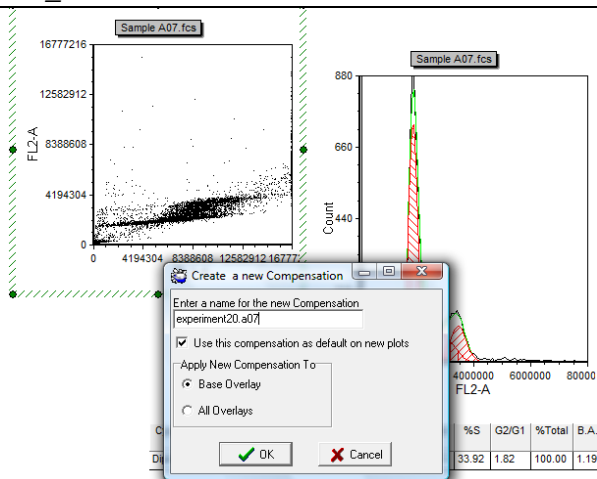 Sample A07.fcs
16777216
12582912
8388608
4194304
0
FL2-A
0 4194304 8388608 12582912 16777
Sample A07.fcs
880
660
440
Count
4000000 6000000 80000
FL2-A
Create a new Compensation
Enter a name for the new Compensation
experiment20.a07
Use this compensation as default on new plots
Apply New Compensation To
Base Overlay
All Overlays
OK Cancel
%S G2/G1 %Total B.A.
33.92 1.82 100.00 1.19